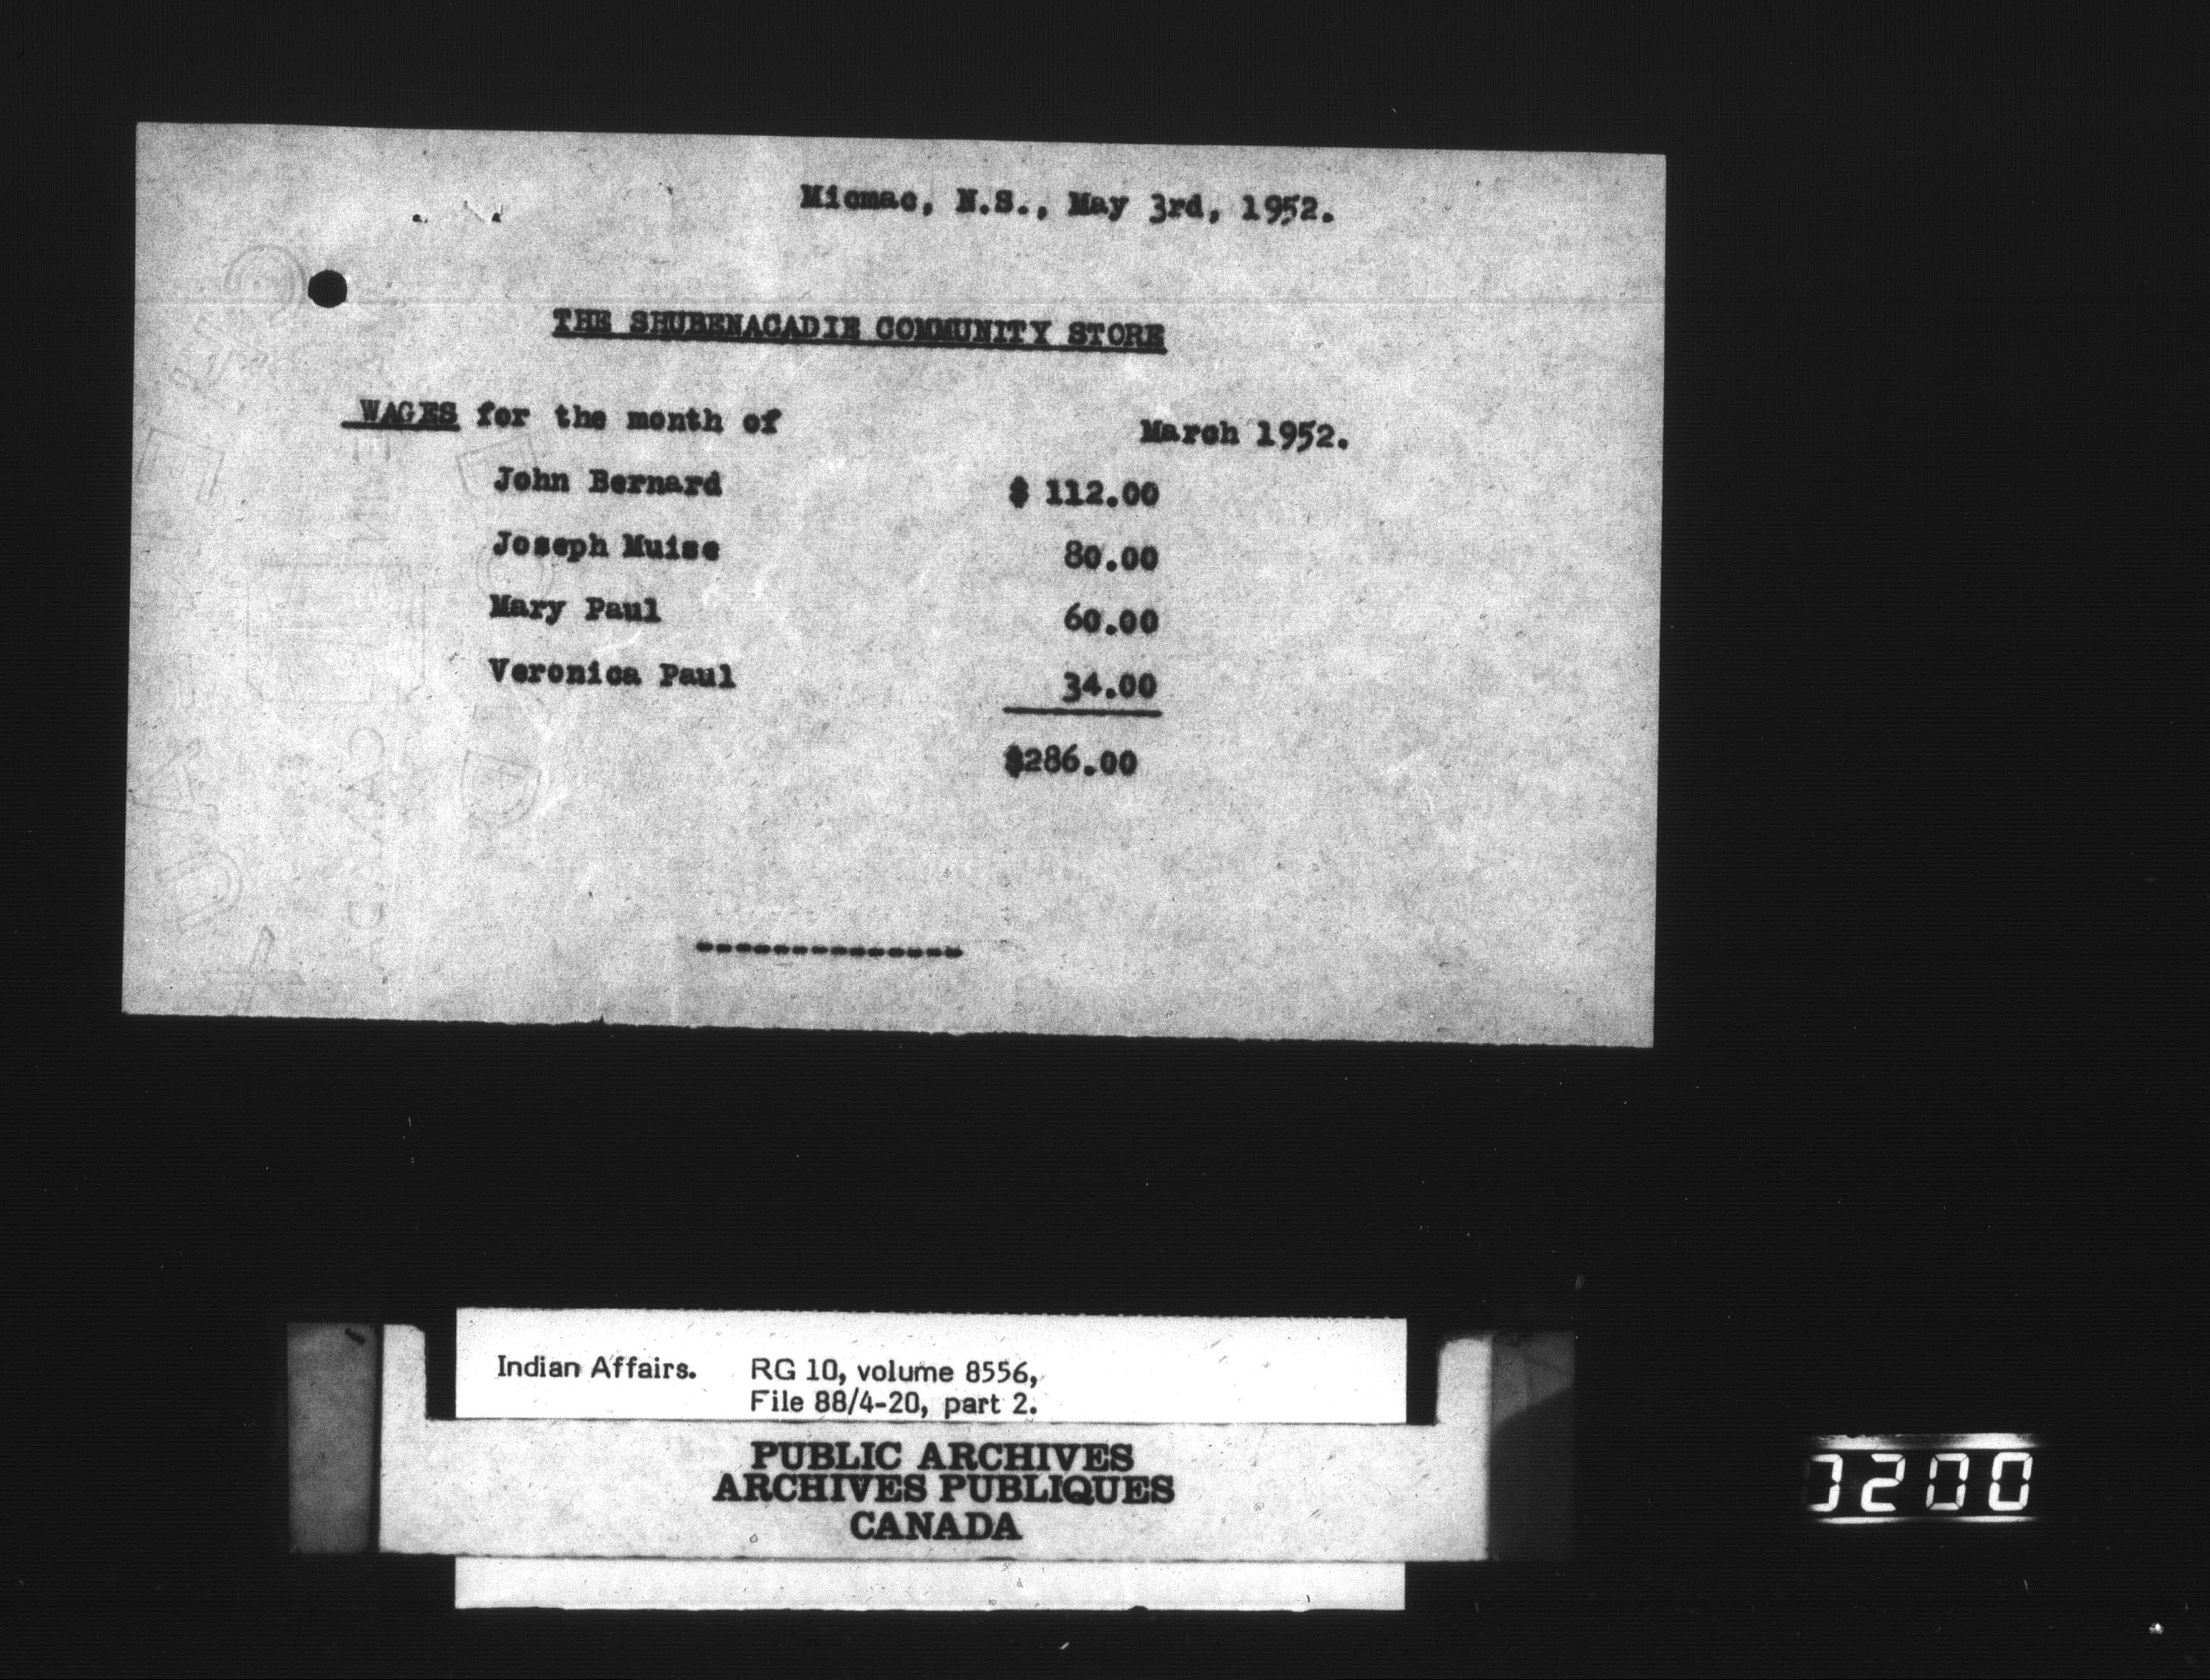 Micmac, N.S., May 3rd, 1952.
THE SHUBENACADIE COMMUNITY STORE
WAGES for the month of March 1952.
John Bernard $ 112.00
Joseph Muise 80.00
Mary Paul 60.00
Veronica Paul 34.00
$286.00
--------------
Indian Affairs. RG 10, volume 8556,
File 88/4-20, part 2.
PUBLIC ARCHIVES
ARCHIVES PUBLIQUES
CANADA
0200